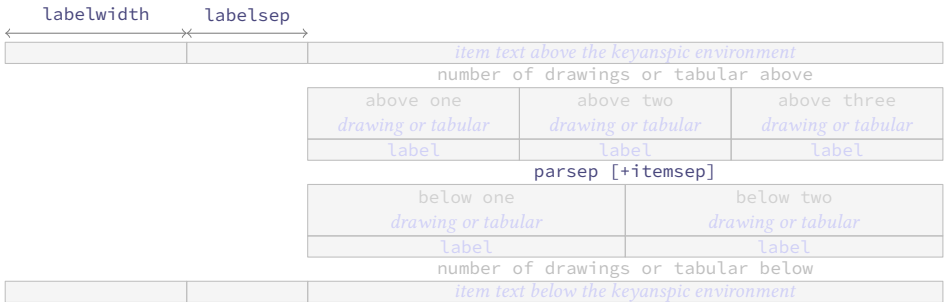 labelwidth labelsep
item text above the keyanspic environment
number of drawings or tabular above
above one above two above three
drawing or tabular drawing or tabular drawing or tabular
label label label
parsep [+itemsep]
below one below two
drawing or tabular drawing or tabular
label label
number of drawings or tabular below
item text below the keyanspic environment